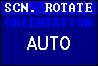 SCN. ROTATE
ORIENTATION
AUTO